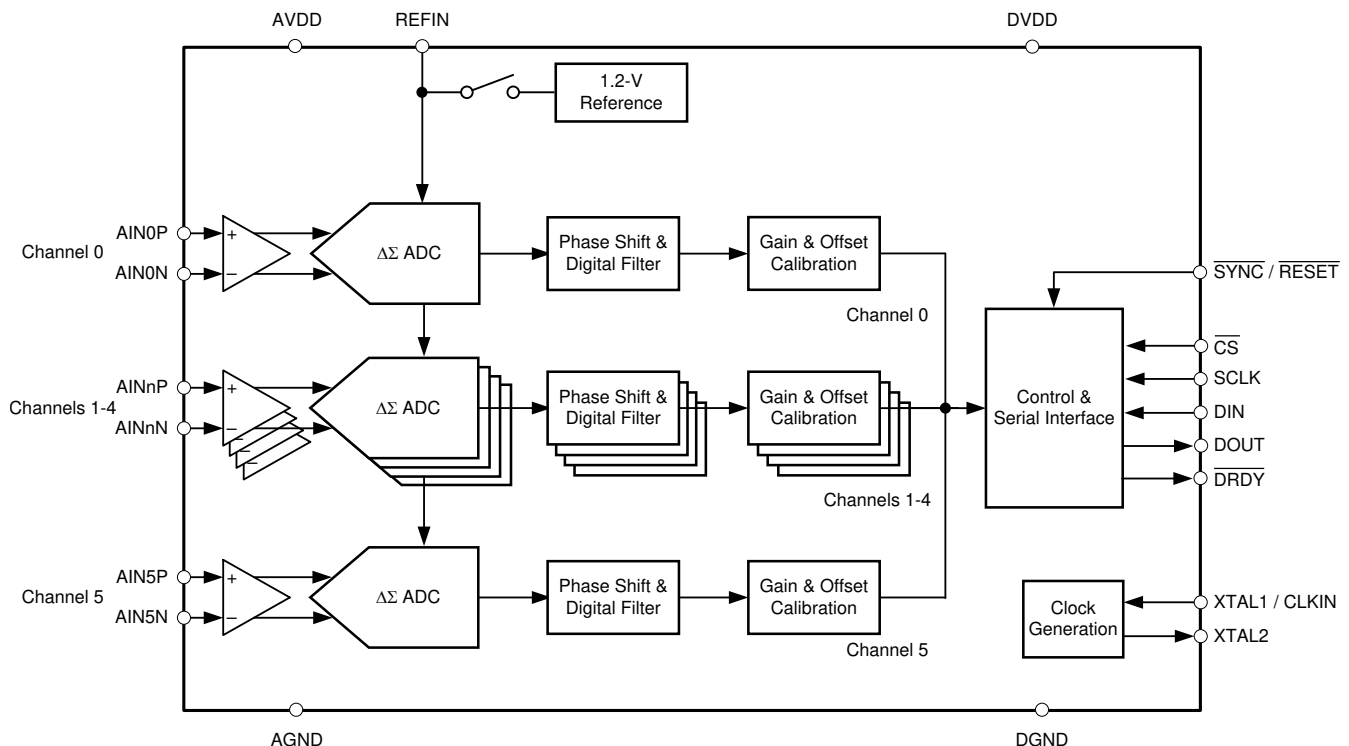 AVDD
REFIN
DVDD
1.2-V
Reference
Channel 0
AIN0P
AIN0N
+
−
ΔΣ ADC
Phase Shift &
Digital Filter
Gain & Offset
Calibration
Channel 0
SYNC / RESET
CS
SCLK
DIN
DOUT
DRDY
Control &
Serial Interface
Channels 1-4
AINnP
AINnN
+
−
−
−
−
ΔΣ ADC
Phase Shift &
Digital Filter
Gain & Offset
Calibration
Channels 1-4
Channel 5
AIN5P
AIN5N
+
−
ΔΣ ADC
Phase Shift &
Digital Filter
Gain & Offset
Calibration
Channel 5
Clock
Generation
XTAL1 / CLKIN
XTAL2
AGND
DGND